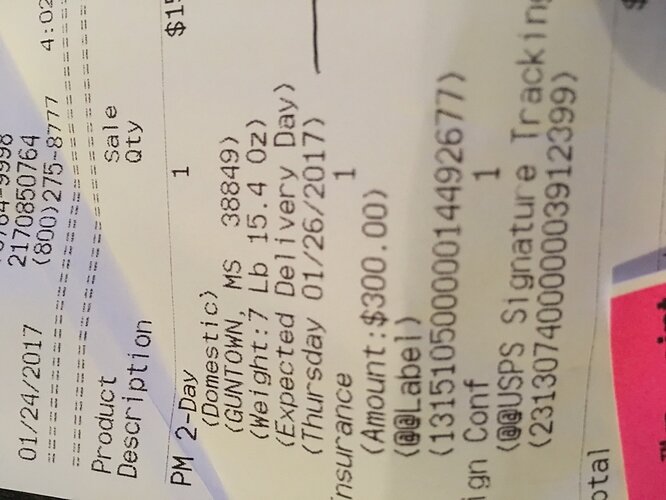 2170850764
(800)275-8777
01/24/2017 4:02
Product Sale
Description Qty
PM 2-Day 1 $1
(Domestic)
(GUNTOWN, MS 38849)
(Weight:7 Lb 15.4 Oz)
(Expected Delivery Day)
(Thursday 01/26/2017)
nsurance 1
(Amount:$300.00)
(@@Label)
(13151050000014492677)
ign Conf 1
(@@USPS Signature Tracking
(23130740000003912399)
otal $